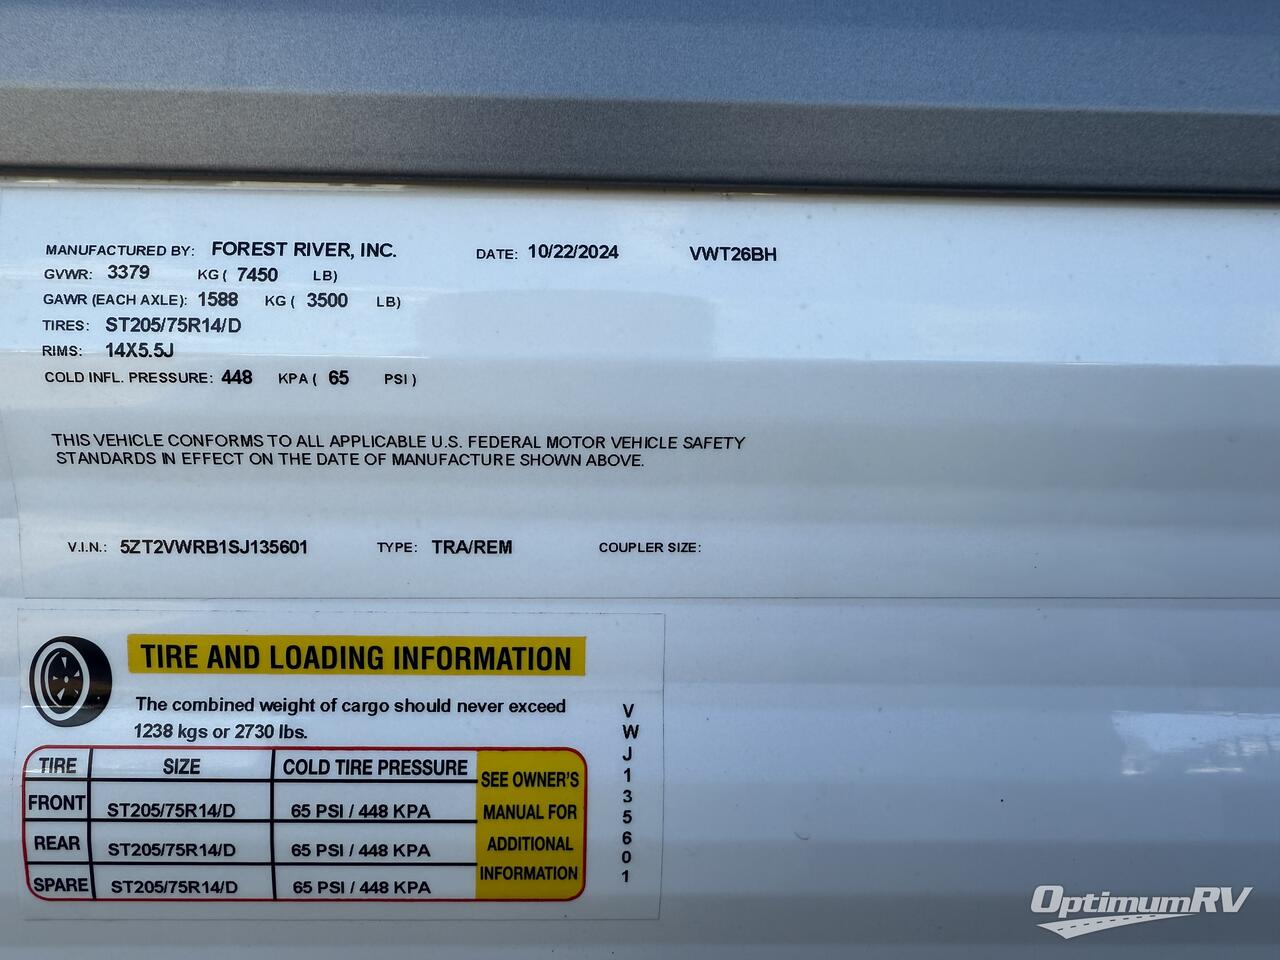 MANUFACTURED BY: FOREST RIVER, INC. DATE: 10/22/2024 VWT26BH
GVWR: 3379 KG ( 7450 LB)
GAWR (EACH AXLE): 1588 KG ( 3500 LB)
TIRES: ST205/75R14/D
RIMS: 14X5.5J
COLD INFL. PRESSURE: 448 KPA ( 65 PSI )
THIS VEHICLE CONFORMS TO ALL APPLICABLE U.S. FEDERAL MOTOR VEHICLE SAFETY
STANDARDS IN EFFECT ON THE DATE OF MANUFACTURE SHOWN ABOVE.
V.I.N.: 5ZT2VWRB1SJ135601 TYPE: TRA/REM COUPLER SIZE:
TIRE AND LOADING INFORMATION
The combined weight of cargo should never exceed
1238 kgs or 2730 lbs.
TIRE SIZE COLD TIRE PRESSURE
FRONT ST205/75R14/D 65 PSI / 448 KPA
REAR ST205/75R14/D 65 PSI / 448 KPA
SPARE ST205/75R14/D 65 PSI / 448 KPA
SEE OWNER'S
MANUAL FOR
ADDITIONAL
INFORMATION
VWJ135601
OptimumRV